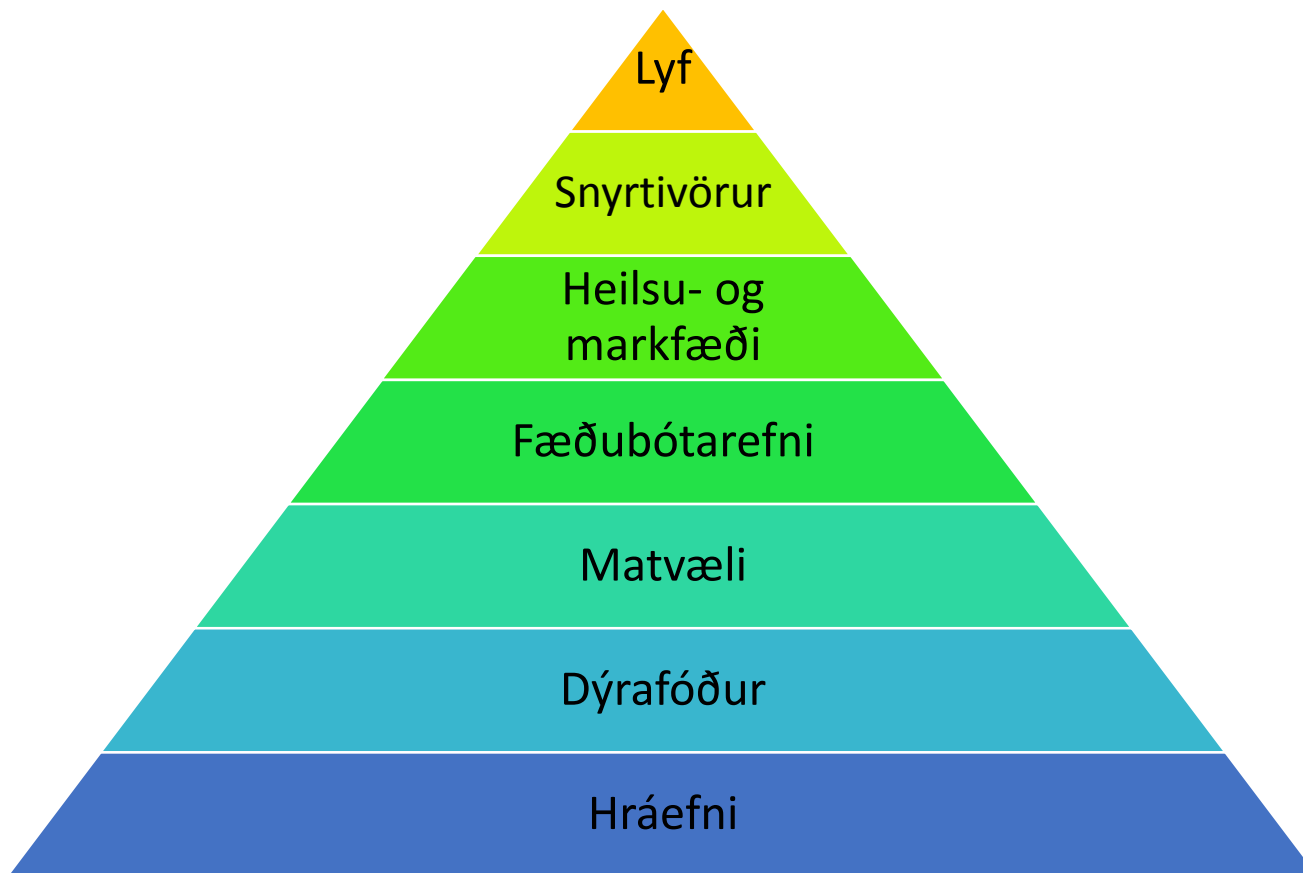 Lyf
Snyrtivörur
Heilsu- og
markfæði
Fæðubótarefni
Matvæli
Dýrafóður
Hráefni